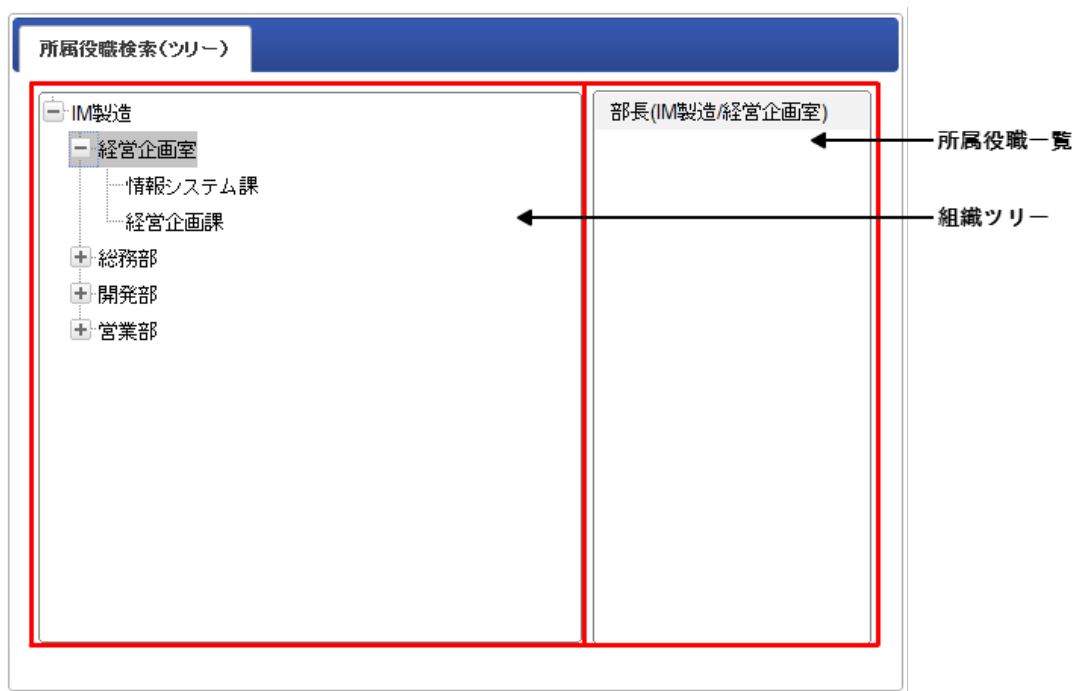 所属役職検索(ツリー)
IM製造
経営企画室
情報システム課
経営企画課
総務部
開発部
営業部
部長(IM製造/経営企画室)
所属役職一覧
組織ツリー